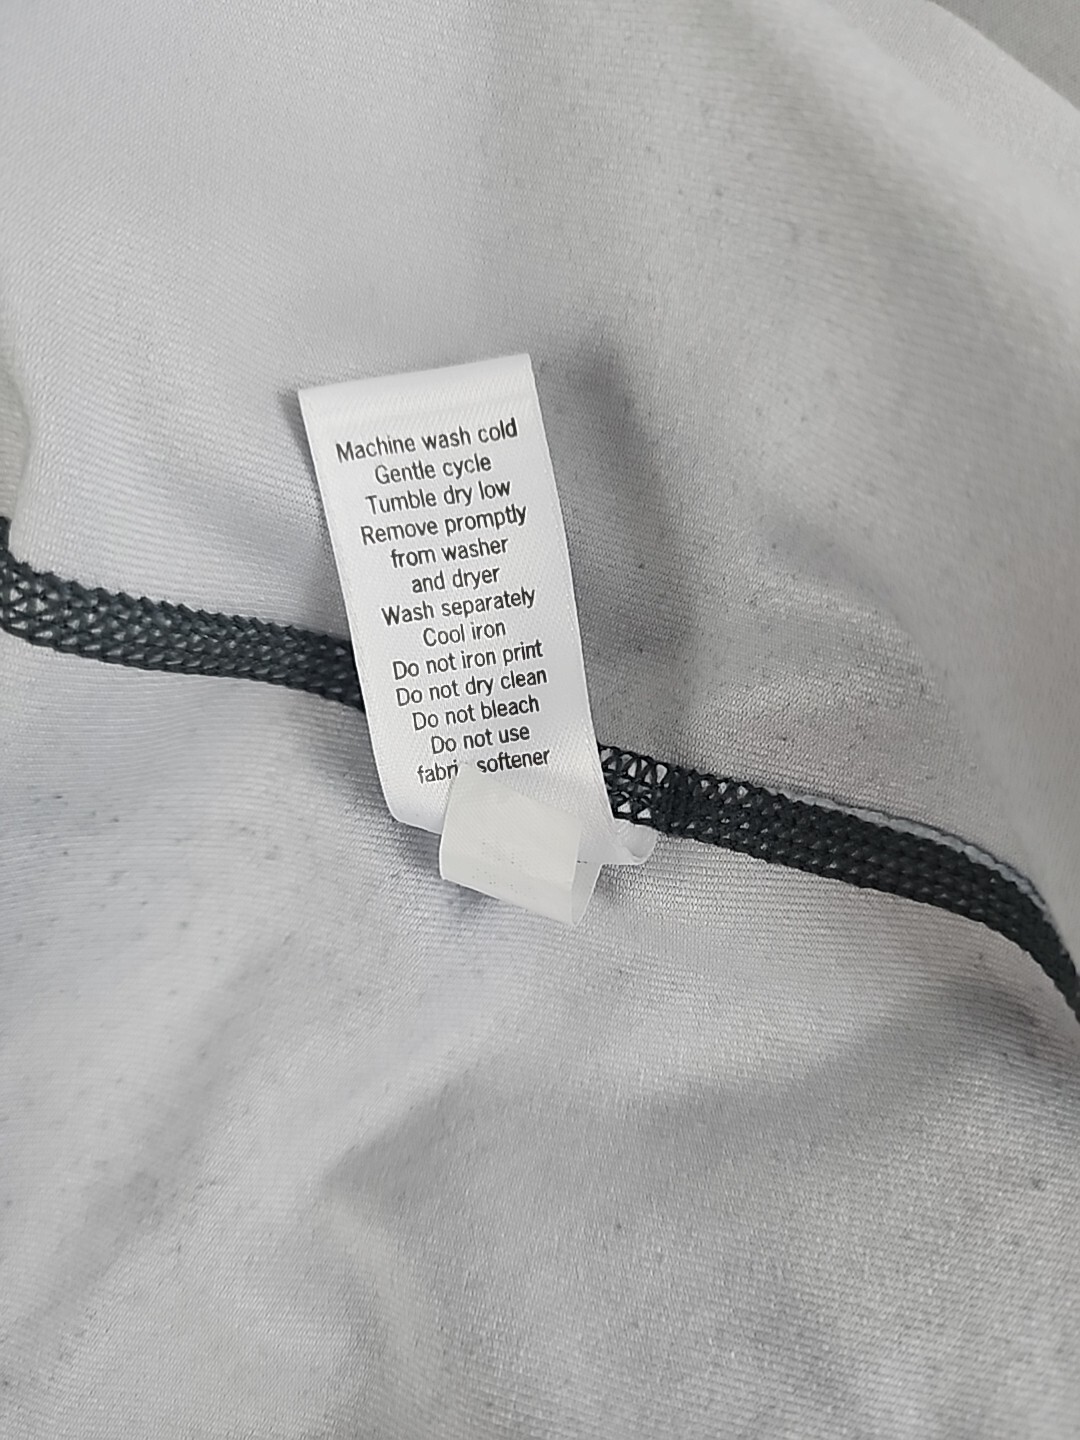 Machine wash cold
Gentle cycle
Tumble dry low
Remove promptly
from washer
and dryer
Wash separately
Cool iron
Do not iron print
Do not dry clean
Do not bleach
Do not use
fabric softener